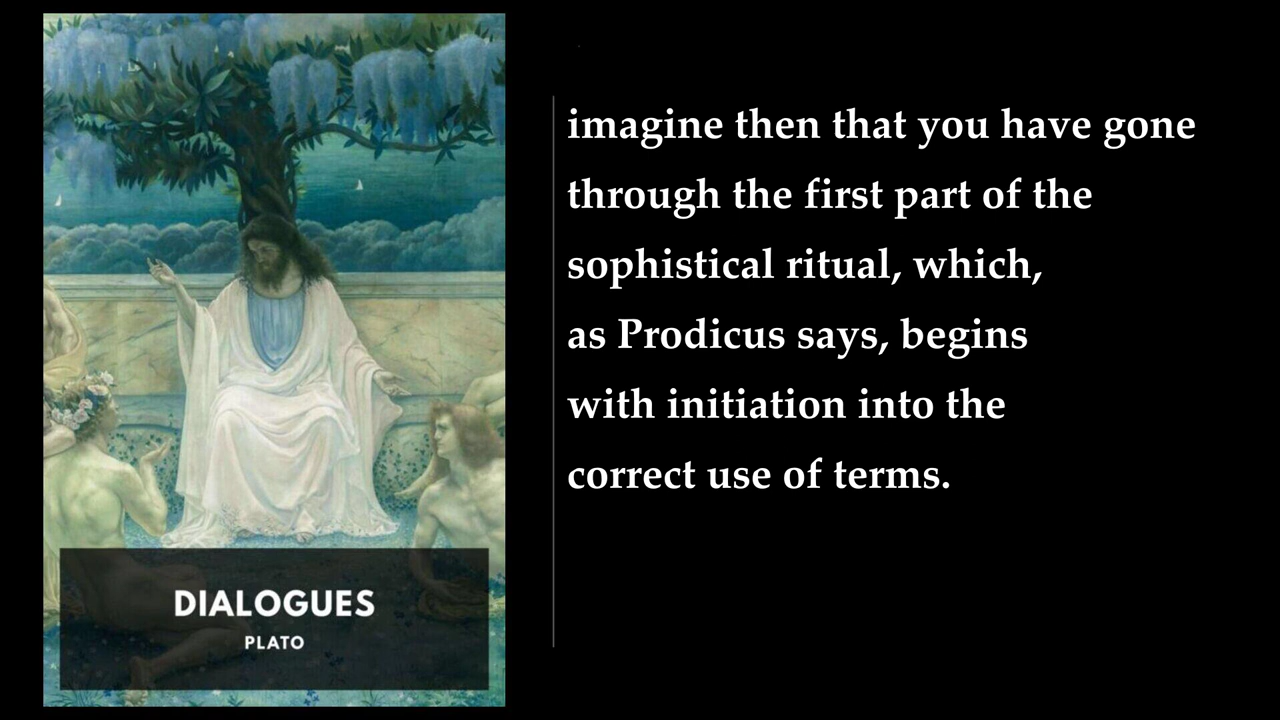 imagine then that you have gone
through the first part of the
sophistical ritual, which,
as Prodicus says, begins
with initiation into the
correct use of terms.
DIALOGUES
PLATO